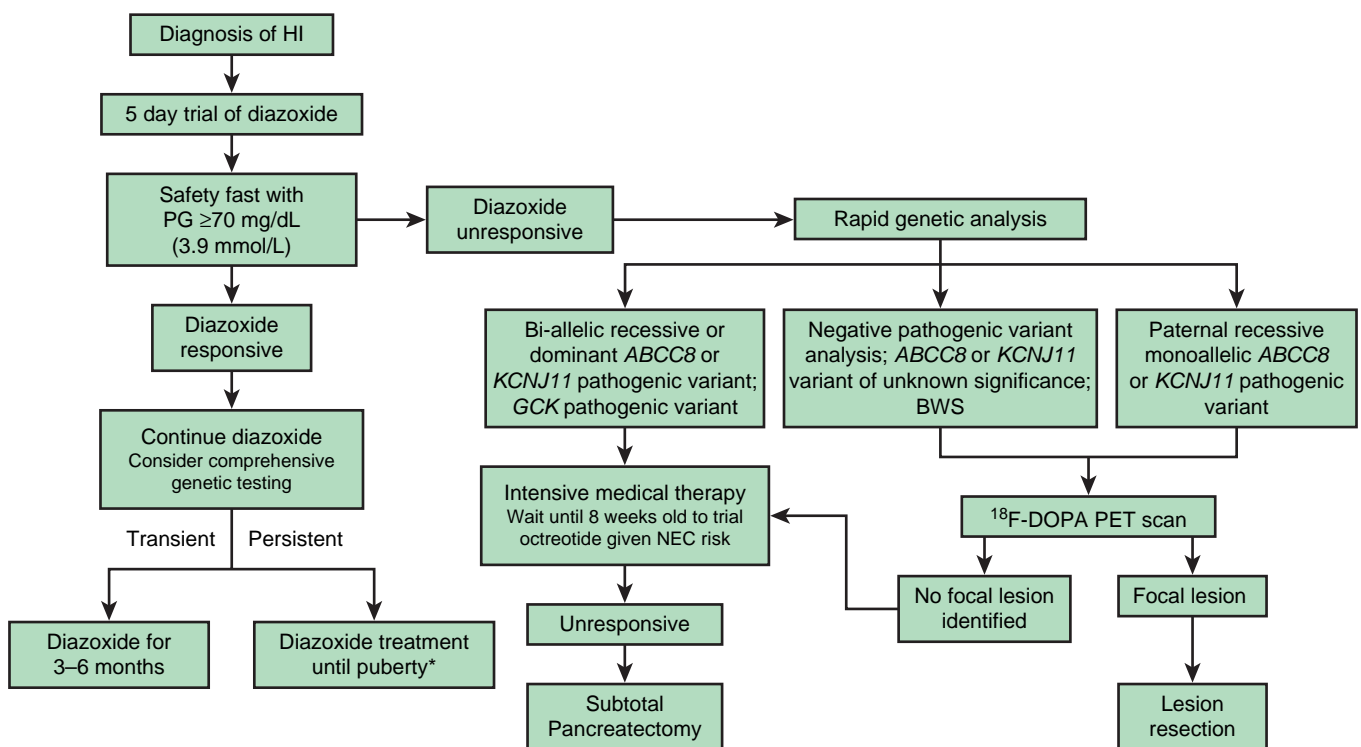 Diagnosis of HI
5 day trial of diazoxide
Safety fast with
PG ≥70 mg/dL
(3.9 mmol/L)
Diazoxide
unresponsive
Rapid genetic analysis
Diazoxide
responsive
Bi-allelic recessive or
dominant ABCC8 or
KCNJ11 pathogenic variant;
GCK pathogenic variant
Negative pathogenic variant
analysis; ABCC8 or KCNJ11
variant of unknown significance;
BWS
Paternal recessive
monoallelic ABCC8
or KCNJ11 pathogenic
variant
Continue diazoxide
Consider comprehensive
genetic testing
Intensive medical therapy
Wait until 8 weeks old to trial
octreotide given NEC risk
18F-DOPA PET scan
Transient
Persistent
No focal lesion
identified
Focal lesion
Diazoxide for
3–6 months
Diazoxide treatment
until puberty*
Unresponsive
Subtotal
Pancreatectomy
Lesion
resection